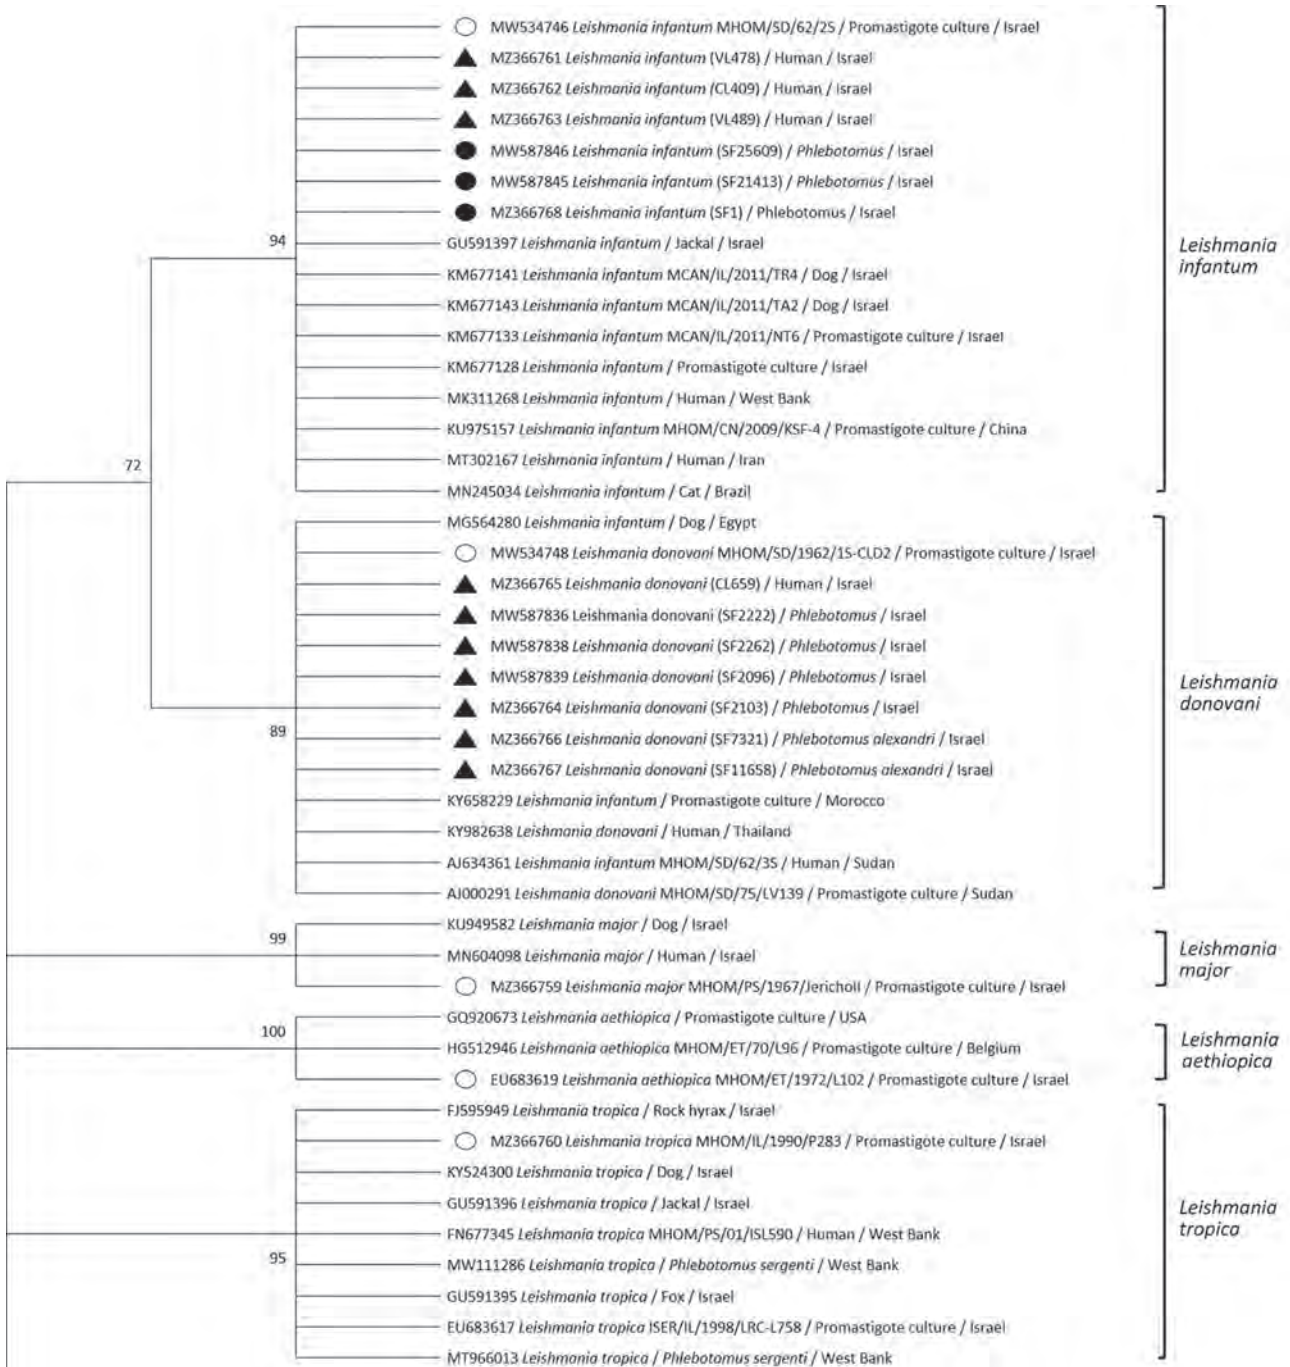 MW534746 Leishmania infantum MHOM/SD/62/2S / Promastigote culture / Israel
MZ366761 Leishmania infantum (VL478) / Human / Israel
MZ366762 Leishmania infantum (CL409) / Human / Israel
MZ366763 Leishmania infantum (VL489) / Human / Israel
MW587846 Leishmania infantum (SF25609) / Phlebotomus / Israel
MW587845 Leishmania infantum (SF21413) / Phlebotomus / Israel
MZ366768 Leishmania infantum (SF1) / Phlebotomus / Israel
94
GU591397 Leishmania infantum / Jackal / Israel
Leishmania
infantum
KM677141 Leishmania infantum MCAN/IL/2011/TR4 / Dog / Israel
KM677143 Leishmania infantum MCAN/IL/2011/TA2 / Dog / Israel
KM677133 Leishmania infantum MCAN/IL/2011/NT6 / Promastigote culture / Israel
KM677128 Leishmania infantum / Promastigote culture / Israel
MK311268 Leishmania infantum / Human / West Bank
KU975157 Leishmania infantum MHOM/CN/2009/KSF-4 / Promastigote culture / China
72
MT302167 Leishmania infantum / Human / Iran
MN245034 Leishmania infantum / Cat / Brazil
MG564280 Leishmania infantum / Dog / Egypt
MW534748 Leishmania donovani MHOM/SD/1962/1S-CLD2 / Promastigote culture / Israel
MZ366765 Leishmania donovani (CL659) / Human / Israel
MW587836 Leishmania donovani (SF2222) / Phlebotomus / Israel
MW587838 Leishmania donovani (SF2262) / Phlebotomus / Israel
MW587839 Leishmania donovani (SF2096) / Phlebotomus / Israel
Leishmania
donovani
MZ366764 Leishmania donovani (SF2103) / Phlebotomus / Israel
89
MZ366766 Leishmania donovani (SF7321) / Phlebotomus alexandri / Israel
MZ366767 Leishmania donovani (SF11658) / Phlebotomus alexandri / Israel
KY658229 Leishmania infantum / Promastigote culture / Morocco
KY982638 Leishmania donovani / Human / Thailand
AJ634361 Leishmania infantum MHOM/SD/62/3S / Human / Sudan
AJ000291 Leishmania donovani MHOM/SD/75/LV139 / Promastigote culture / Sudan
KU949582 Leishmania major / Dog / Israel
99
MN604098 Leishmania major / Human / Israel
Leishmania
major
MZ366759 Leishmania major MHOM/PS/1967/JerichoII / Promastigote culture / Israel
GQ920673 Leishmania aethiopica / Promastigote culture / USA
100
HG512946 Leishmania aethiopica MHOM/ET/70/L96 / Promastigote culture / Belgium
Leishmania
aethiopica
EU683619 Leishmania aethiopica MHOM/ET/1972/L102 / Promastigote culture / Israel
FJ595949 Leishmania tropica / Rock hyrax / Israel
MZ366760 Leishmania tropica MHOM/IL/1990/P283 / Promastigote culture / Israel
KY524300 Leishmania tropica / Dog / Israel
GU591396 Leishmania tropica / Jackal / Israel
Leishmania
tropica
FN677345 Leishmania tropica MHOM/PS/01/ISL590 / Human / West Bank
95
MW111286 Leishmania tropica / Phlebotomus sergenti / West Bank
GU591395 Leishmania tropica / Fox / Israel
EU683617 Leishmania tropica ISER/IL/1998/LRC-L758 / Promastigote culture / Israel
MT966013 Leishmania tropica / Phlebotomus sergenti / West Bank